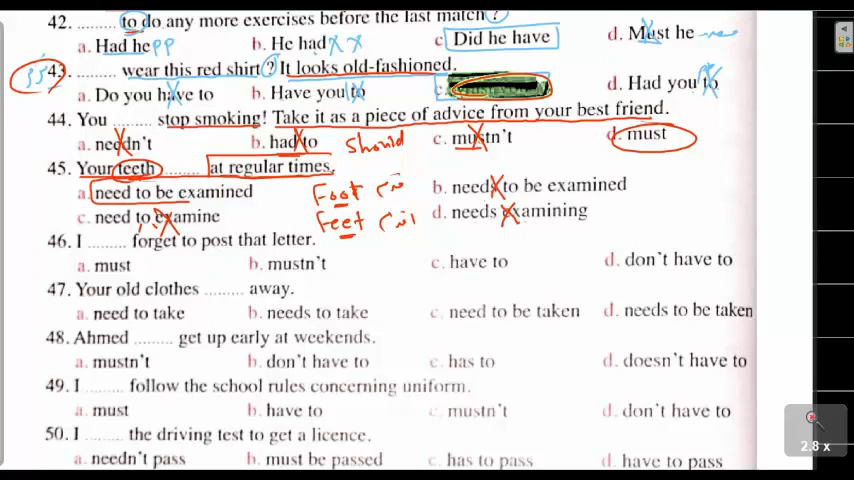 42. ........ to do any more exercises before the last match ?
a. Had he PP b. He had x x c Did he have d. Must he
43. ........ wear this red shirt ? It looks old-fashioned.
a. Do you have to b. Have you to c. d. Had you to
44. You ........ stop smoking! Take it as a piece of advice from your best friend.
a. needn't b. had to should c. mustn't d. must
45. Your teeth ........ at regular times.
a. need to be examined Foot قدم b. needs to be examined
c. need to examine Feet d. needs examining
46. I ........ forget to post that letter.
a. must b. mustn't c. have to d. don't have to
47. Your old clothes ........ away.
a. need to take b. needs to take c. need to be taken d. needs to be taken
48. Ahmed ........ get up early at weekends.
a. mustn't b. don't have to c. has to d. doesn't have to
49. I ........ follow the school rules concerning uniform.
a. must b. have to c. mustn't d. don't have to
50. I ........ the driving test to get a licence.
a. needn't pass b. must be passed c. has to pass d. have to pass
2.8 x